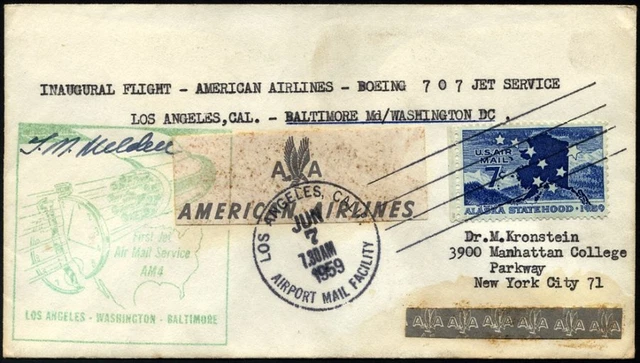 INAUGURAL FLIGHT - AMERICAN AIRLINES - BOEING 7 0 7 JET SERVICE
LOS ANGELES,CAL. - BALTIMORE Md/WASHINGTON DC .
First Jet
Air Mail Service
AM4
LOS ANGELES - WASHINGTON - BALTIMORE
AA
AMERICAN AIRLINES
LOS ANGELES, CAL.
JUN
7
7.30AM
1959
AIRPORT MAIL FACILITY
U.S. AIR
MAIL
7¢
ALASKA STATEHOOD · 1959
Dr.M.Kronstein
3900 Manhattan College
Parkway
New York City 71
AA AA AA AA AA